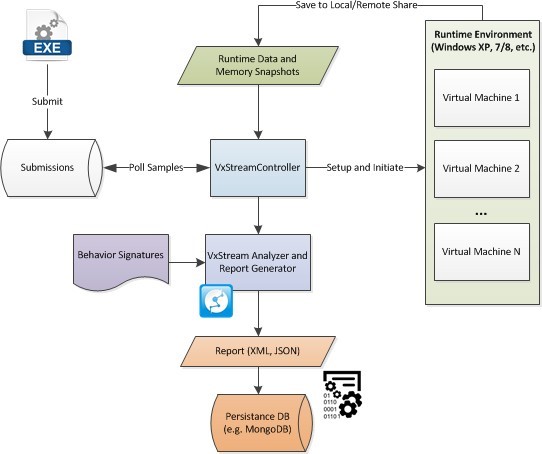 Save to Local/Remote Share
EXE
Runtime Data and
Memory Snapshots
Runtime Environment
(Windows XP, 7/8, etc.)
Virtual Machine 1
Submit
Submissions
Poll Samples
VxStreamController
Setup and Initiate
Virtual Machine 2
...
Virtual Machine N
Behavior Signatures
VxStream Analyzer and
Report Generator
Report (XML, JSON)
01
0110
0001
01101
Persistance DB
(e.g. MongoDB)